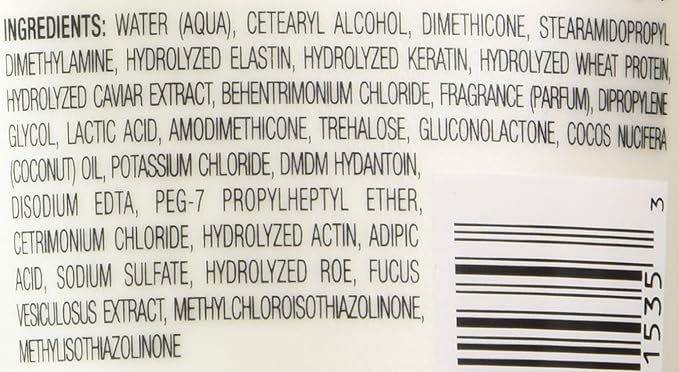 INGREDIENTS: WATER (AQUA), CETEARYL ALCOHOL, DIMETHICONE, STEARAMIDOPROPYL
DIMETHYLAMINE, HYDROLYZED ELASTIN, HYDROLYZED KERATIN, HYDROLYZED WHEAT PROTEIN,
HYDROLYZED CAVIAR EXTRACT, BEHENTRIMONIUM CHLORIDE, FRAGRANCE (PARFUM), DIPROPYLENE
GLYCOL, LACTIC ACID, AMODIMETHICONE, TREHALOSE, GLUCONOLACTONE, COCOS NUCIFERA
(COCONUT) OIL, POTASSIUM CHLORIDE, DMDM HYDANTOIN,
DISODIUM EDTA, PEG-7 PROPYLHEPTYL ETHER,
CETRIMONIUM CHLORIDE, HYDROLYZED ACTIN, ADIPIC
ACID, SODIUM SULFATE, HYDROLYZED ROE, FUCUS
VESICULOSUS EXTRACT, METHYLCHLOROISOTHIAZOLINONE,
METHYLISOTHIAZOLINONE
3
1535